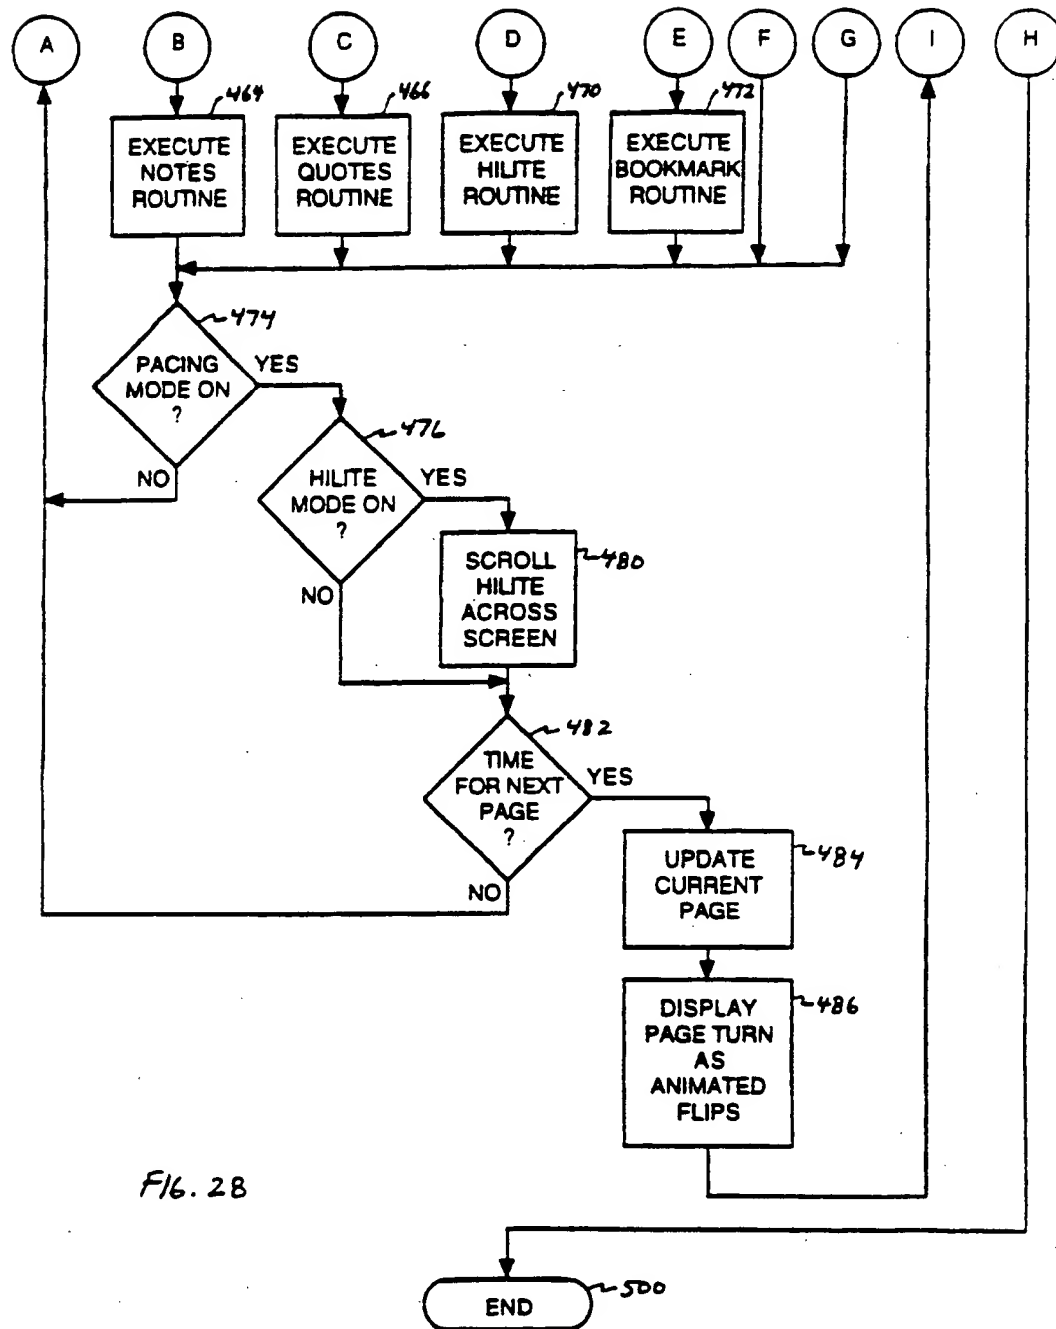 A B C D E F G I H
464 466 470 472
EXECUTE
NOTES
ROUTINE
EXECUTE
QUOTES
ROUTINE
EXECUTE
HILITE
ROUTINE
EXECUTE
BOOKMARK
ROUTINE
474
PACING
MODE ON
?
YES
NO
476
HILITE
MODE ON
?
YES
NO
480
SCROLL
HILITE
ACROSS
SCREEN
482
TIME
FOR NEXT
PAGE
?
YES
NO
484
UPDATE
CURRENT
PAGE
486
DISPLAY
PAGE TURN
AS
ANIMATED
FLIPS
FIG. 28
END
500